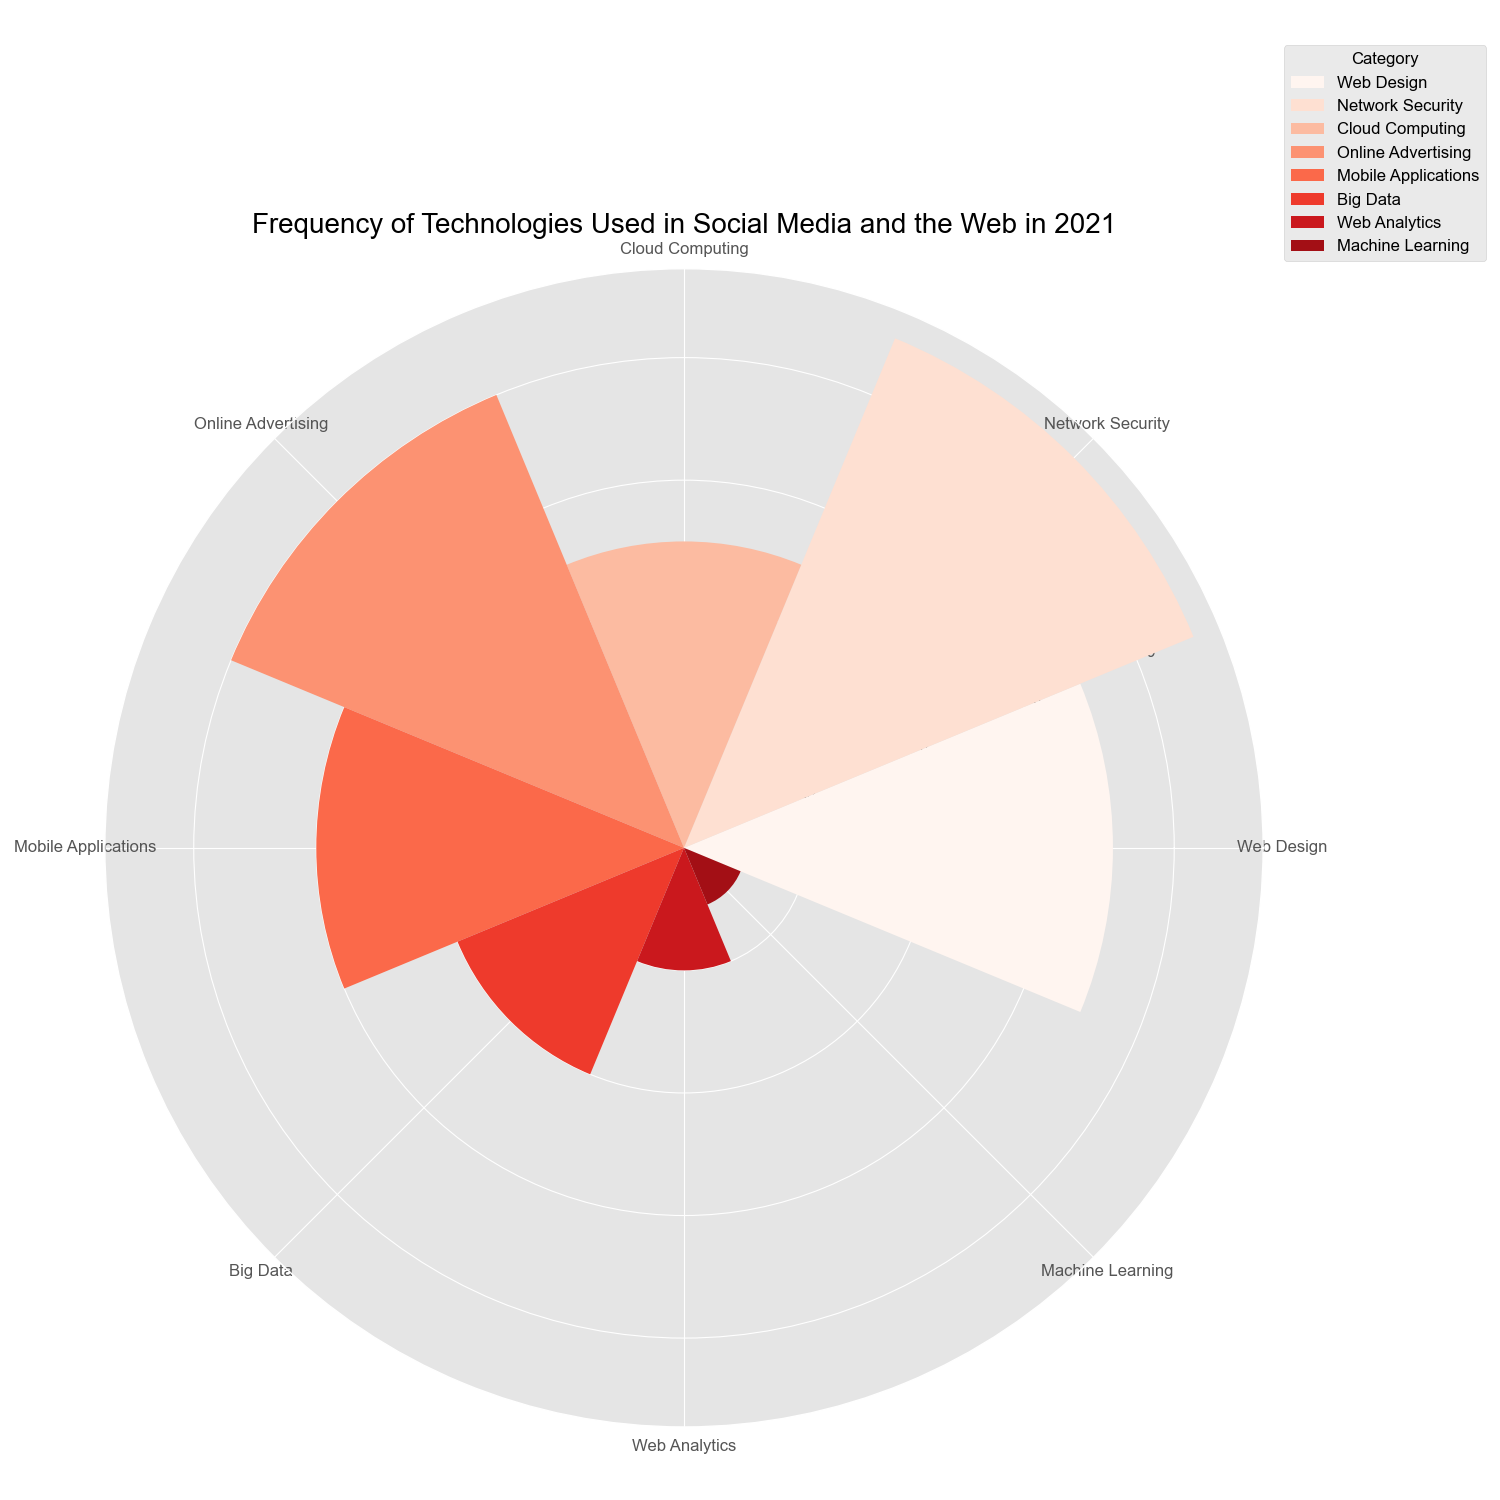 Category
Web Design
Network Security
Cloud Computing
Online Advertising
Mobile Applications
Big Data
Web Analytics
Machine Learning
Frequency of Technologies Used in Social Media and the Web in 2021
Cloud Computing
Online Advertising
Network Security
Mobile Applications
Web Design
Big Data
Machine Learning
Web Analytics